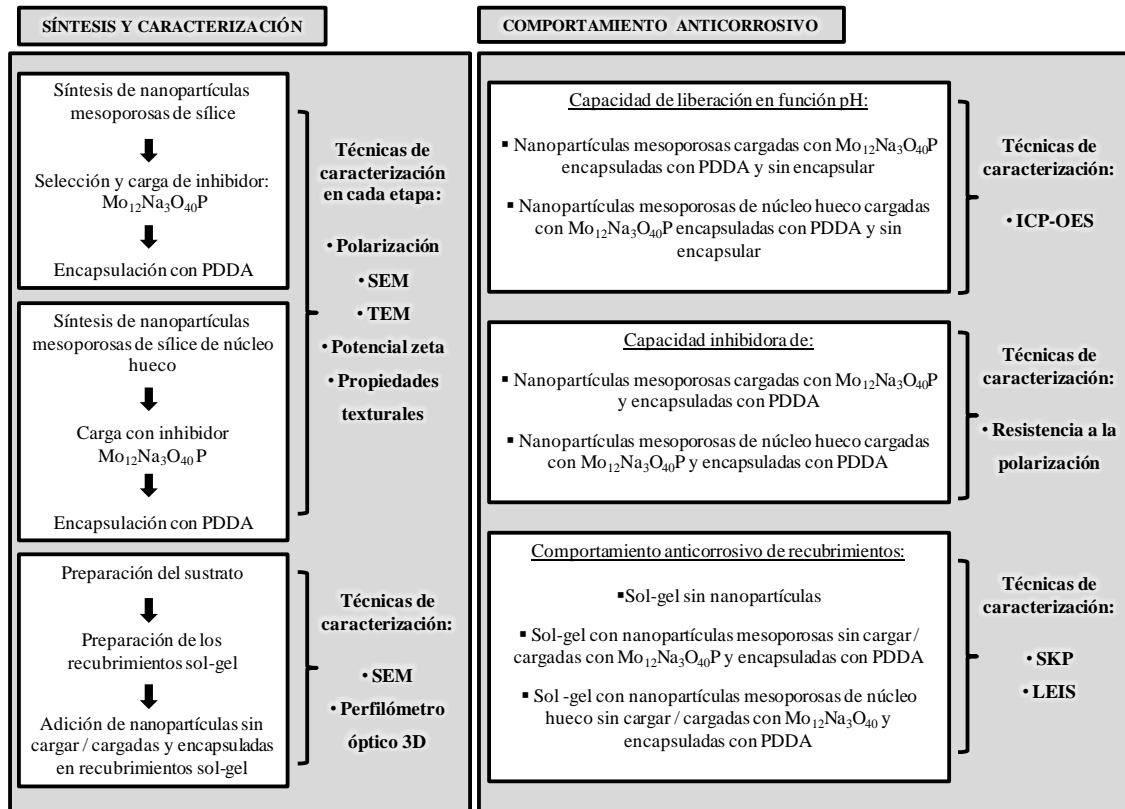 SÍNTESIS Y CARACTERIZACIÓN
Síntesis de nanopartículas
mesoporosas de sílice
Selección y carga de inhibidor:
Mo₁₂Na₃O₄₀P
Encapsulación con PDDA
Síntesis de nanopartículas
mesoporosas de sílice de núcleo
hueco
Carga con inhibidor
Mo₁₂Na₃O₄₀P
Encapsulación con PDDA
Técnicas de
caracterización
en cada etapa:
• Polarización
• SEM
• TEM
• Potencial zeta
• Propiedades
texturales
Preparación del sustrato
Preparación de los
recubrimientos sol-gel
Adición de nanopartículas sin
cargar / cargadas y encapsuladas
en recubrimientos sol-gel
Técnicas de
caracterización:
• SEM
• Perfilómetro
óptico 3D
COMPORTAMIENTO ANTICORROSIVO
Capacidad de liberación en función pH:
▪ Nanopartículas mesoporosas cargadas con Mo₁₂Na₃O₄₀P
encapsuladas con PDDA y sin encapsular
▪ Nanopartículas mesoporosas de núcleo hueco cargadas
con Mo₁₂Na₃O₄₀P encapsuladas con PDDA y sin
encapsular
Técnicas de
caracterización:
• ICP-OES
Capacidad inhibidora de:
▪ Nanopartículas mesoporosas cargadas con Mo₁₂Na₃O₄₀P
y encapsuladas con PDDA
▪ Nanopartículas mesoporosas de núcleo hueco cargadas
con Mo₁₂Na₃O₄₀P y encapsuladas con PDDA
Técnicas de
caracterización:
• Resistencia a la
polarización
Comportamiento anticorrosivo de recubrimientos:
▪Sol-gel sin nanopartículas
▪ Sol-gel con nanopartículas mesoporosas sin cargar /
cargadas con Mo₁₂Na₃O₄₀P y encapsuladas con PDDA
▪ Sol -gel con nanopartículas mesoporosas de núcleo
hueco sin cargar / cargadas con Mo₁₂Na₃O₄₀ y
encapsuladas con PDDA
Técnicas de
caracterización:
• SKP
• LEIS